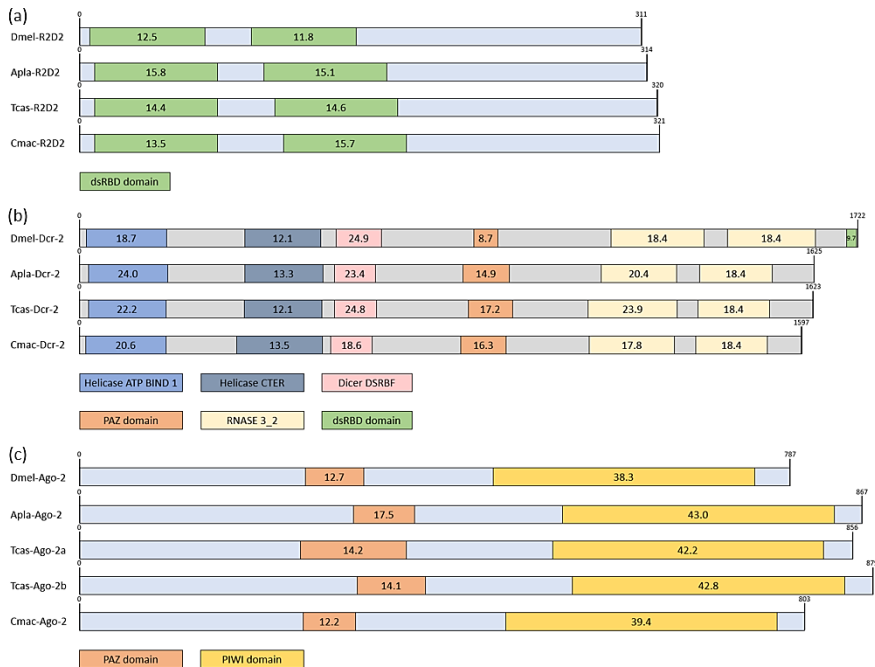 (a)
0 311
Dmel-R2D2 12.5 11.8
0 314
Apla-R2D2 15.8 15.1
0 320
Tcas-R2D2 14.4 14.6
0 321
Cmac-R2D2 13.5 15.7
dsRBD domain
(b)
0 1722
Dmel-Dcr-2 18.7 12.1 24.9 8.7 18.4 18.4 9.7
0 1625
Apla-Dcr-2 24.0 13.3 23.4 14.9 20.4 18.4
0 1623
Tcas-Dcr-2 22.2 12.1 24.8 17.2 23.9 18.4
0 1597
Cmac-Dcr-2 20.6 13.5 18.6 16.3 17.8 18.4
Helicase ATP BIND 1 Helicase CTER Dicer DSRBF
PAZ domain RNASE 3_2 dsRBD domain
(c)
0 787
Dmel-Ago-2 12.7 38.3
0 867
Apla-Ago-2 17.5 43.0
0 856
Tcas-Ago-2a 14.2 42.2
0
Tcas-Ago-2b 14.1 42.8
0 803
Cmac-Ago-2 12.2 39.4
PAZ domain PIWI domain